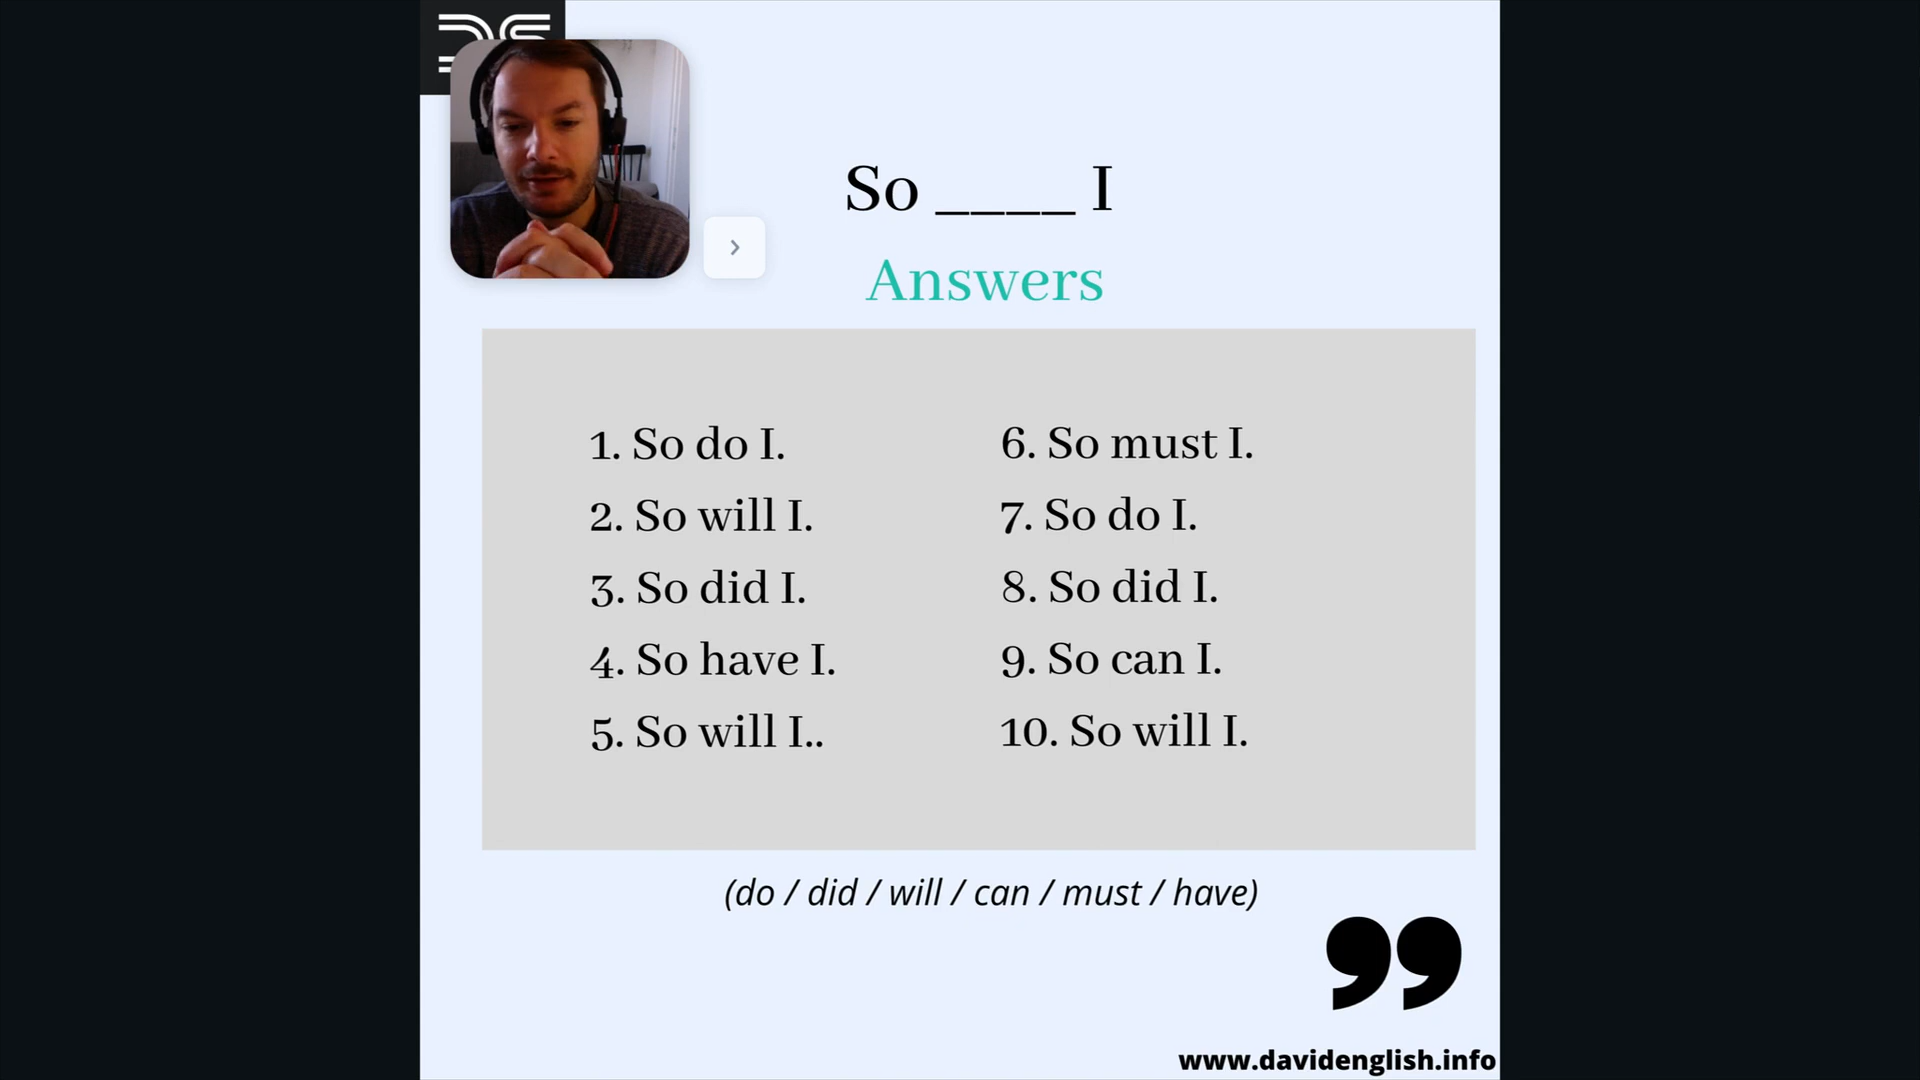 So ____ I
Answers
1. So do I.
2. So will I.
3. So did I.
4. So have I.
5. So will I..
6. So must I.
7. So do I.
8. So did I.
9. So can I.
10. So will I.
(do / did / will / can / must / have)
www.davidenglish.info